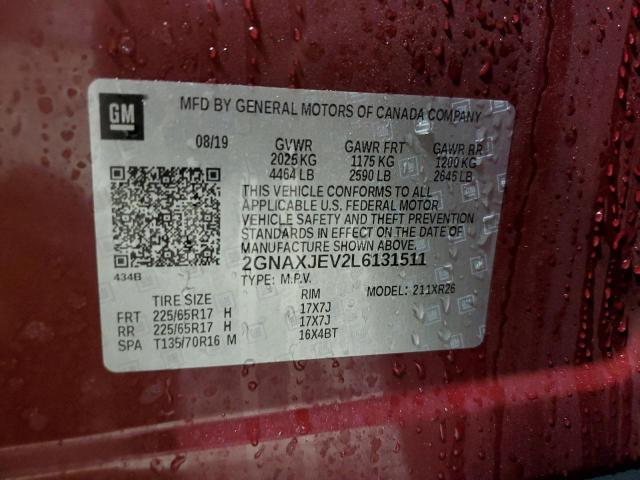 GM
MFD BY GENERAL MOTORS OF CANADA COMPANY
08/19 GVWR GAWR FRT GAWR RR
2025 KG 1175 KG 1200 KG
4464 LB 2590 LB 2645 LB
THIS VEHICLE CONFORMS TO ALL
APPLICABLE U.S. FEDERAL MOTOR
VEHICLE SAFETY AND THEFT PREVENTION
STANDARDS IN EFFECT ON THE DATE OF
MANUFACTURE SHOWN ABOVE.
434B 2GNAXJEV2L6131511
TYPE: M.P.V. MODEL: 211XR26
TIRE SIZE RIM
FRT 225/65R17 H 17X7J
RR 225/65R17 H 17X7J
SPA T135/70R16 M 16X4BT